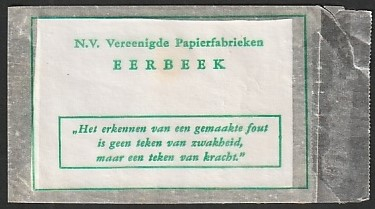 N.V. Vereenigde Papierfabrieken
EERBEEK
„Het erkennen van een gemaakte fout
is geen teken van zwakheid,
maar een teken van kracht.”